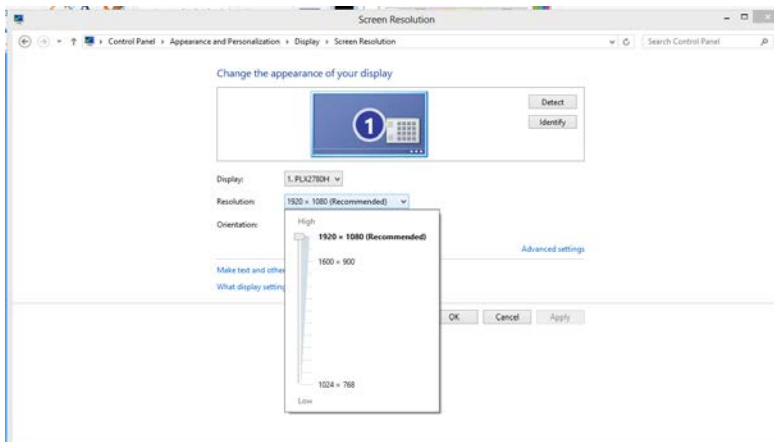 Screen Resolution
Control Panel › Appearance and Personalization › Display › Screen Resolution
Search Control Panel
Change the appearance of your display
1
Detect
Identify
Display: 1. PLX2780H
Resolution: 1920 × 1080 (Recommended)
Orientation: High
1920 × 1080 (Recommended)
Advanced settings
1600 × 900
Make text and othe
What display setting
OK Cancel Apply
1024 × 768
Low